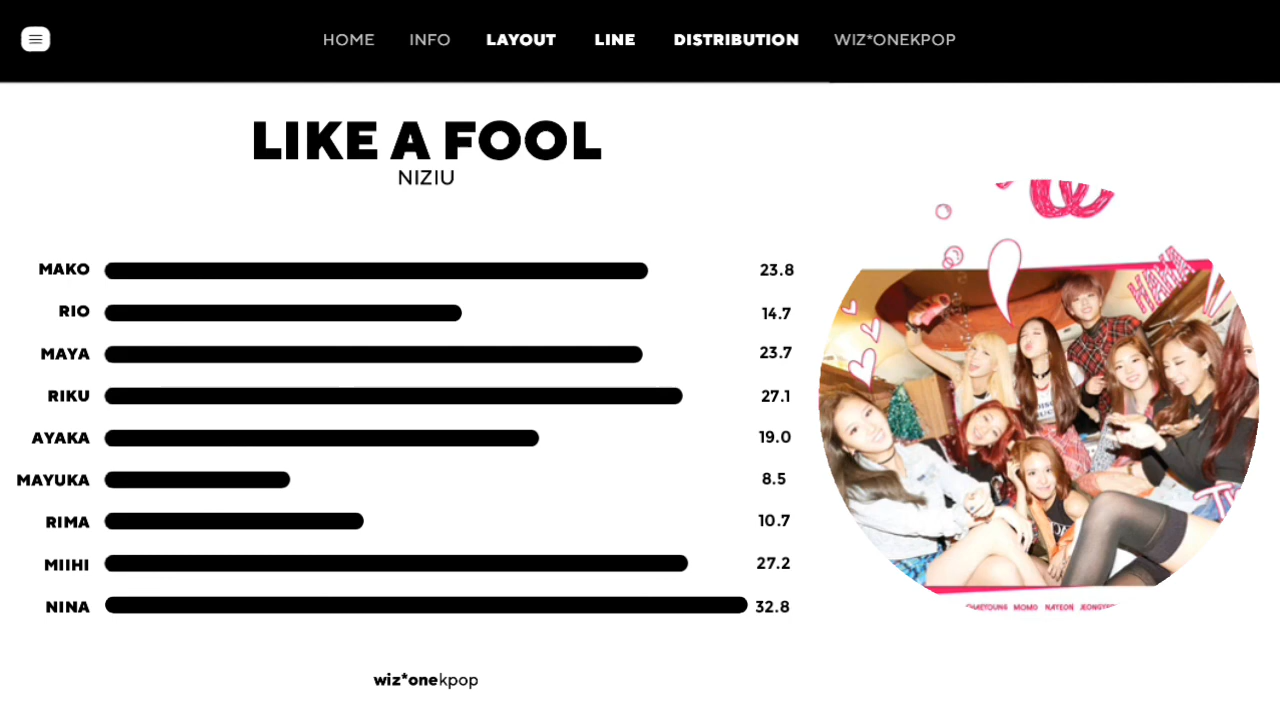 HOME INFO LAYOUT LINE DISTRIBUTION WIZ*ONEKPOP
LIKE A FOOL
NIZIU
MAKO 23.8
RIO 14.7
MAYA 23.7
RIKU 27.1
AYAKA 19.0
MAYUKA 8.5
RIMA 10.7
MIIHI 27.2
NINA 32.8
wiz*onekpop
HAHA
MOMO NAYEON